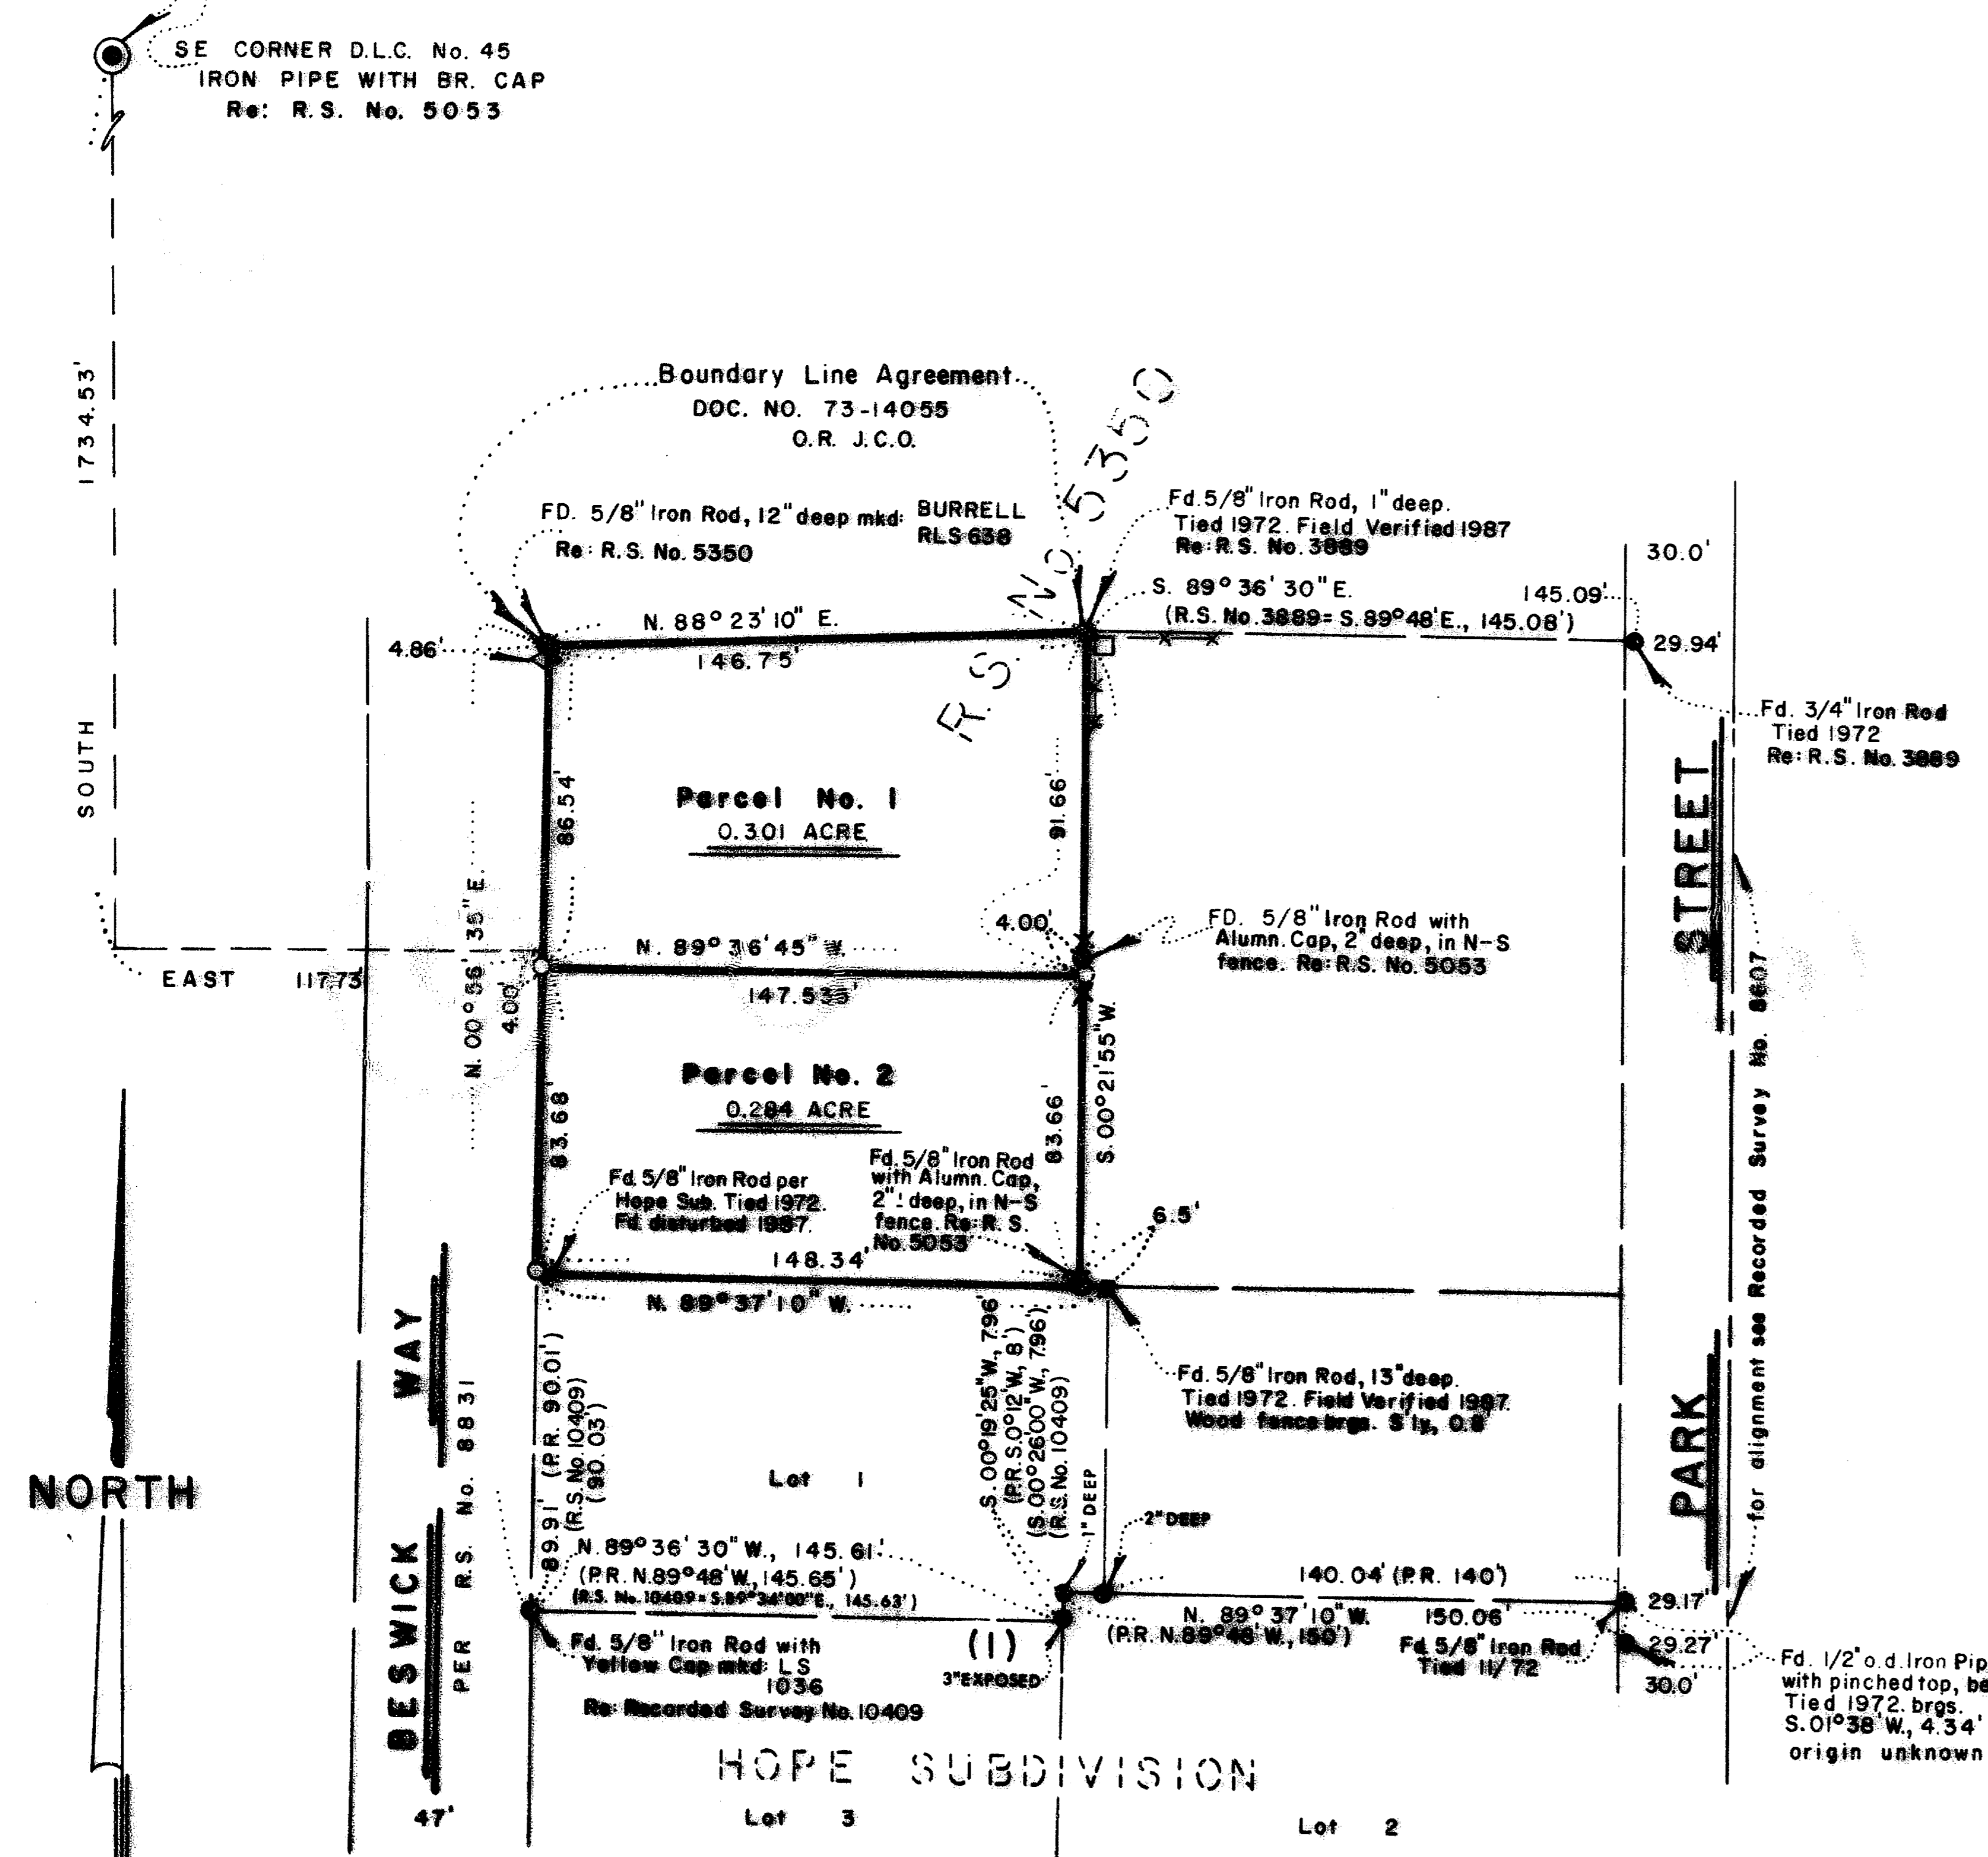 SE CORNER D.L.C. No. 45
IRON PIPE WITH BR. CAP
Re: R.S. No. 5053
1734.53'
SOUTH
EAST 117.73'
Boundary Line Agreement
DOC. NO. 73-14055
O.R. J.C.O.
R.S. No 5350
FD. 5/8" Iron Rod, 12" deep mkd: BURRELL
RLS 638
Re: R.S. No. 5350
Fd. 5/8" Iron Rod, 1" deep.
Tied 1972. Field Verified 1987
Re: R.S. No. 3889
S. 89° 36' 30" E. 145.09'
(R.S. No. 3889 = S.89°48'E., 145.08')
30.0'
29.94'
Fd. 3/4" Iron Rod
Tied 1972
Re: R.S. No. 3889
4.86'
N. 88° 23' 10" E.
146.75'
86.54'
Parcel No. 1
0.301 ACRE
91.66'
N. 00° 56' 35" E.
4.00'
4.00'
N. 89° 36' 45" W.
147.535'
FD. 5/8" Iron Rod with
Alumn. Cap, 2" deep, in N-S
fence. Re: R.S. No. 5053
83.68'
Parcel No. 2
0.284 ACRE
83.66'
S. 00° 21' 55" W.
Fd. 5/8" Iron Rod per
Hope Sub. Tied 1972.
Fd. disturbed 1987.
Fd. 5/8" Iron Rod
with Alumn. Cap,
2" ! deep, in N-S
fence. Re: R. S.
No. 5053
6.5'
148.34'
N. 89° 37' 10" W.
Fd. 5/8" Iron Rod, 13" deep.
Tied 1972. Field Verified 1987.
Wood fence brgs. S'ly, 0.8'
STREET
PARK
for alignment see Recorded Survey No. 8607
NORTH
BESWICK WAY
PER R.S. No. 8831
47'
89.91' (P.R. 90.01')
(R.S. No. 10409)
(90.03')
Lot 1
S. 00°19'25" W., 7.96'
(P.R. S.0°12'W., 8')
(S. 00°26'00" W., 7.96')
(R.S. No. 10409)
1" DEEP
2" DEEP
N. 89° 36' 30" W., 145.61'
(P.R. N.89°48'W., 145.65')
(R.S. No. 10409 = S.89°34'00"E., 145.63')
Fd. 5/8" Iron Rod with
Yellow Cap mkd: LS
1036
Re: Recorded Survey No. 10409
(1)
3" EXPOSED
140.04' (P.R. 140')
N. 89° 37' 10" W. 150.06'
(P.R. N.89°48'W., 150')
Fd. 5/8" Iron Rod
Tied 11/72
29.17'
29.27'
30.0'
Fd. 1/2" o.d. Iron Pip
with pinched top, be
Tied 1972. brgs.
S. 01° 38' W., 4.34'
origin unknown
HOPE SUBDIVISION
Lot 3
Lot 2